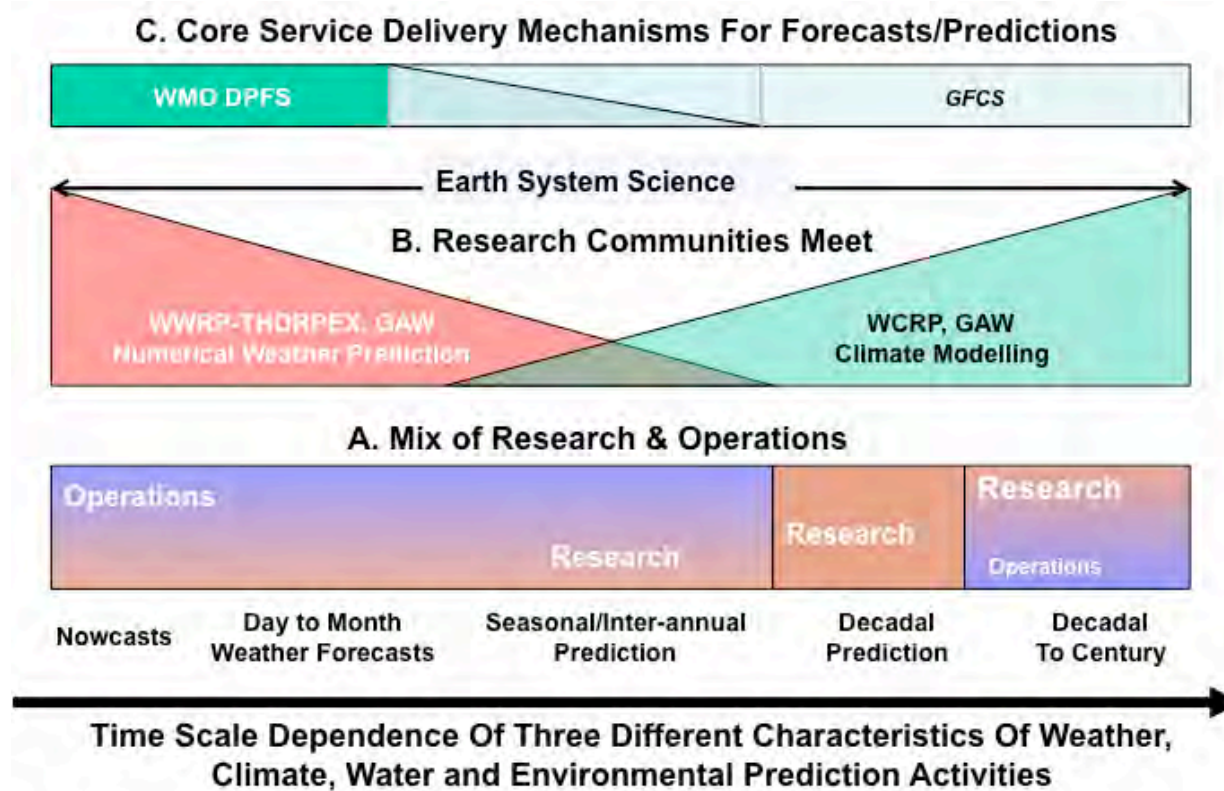 C. Core Service Delivery Mechanisms For Forecasts/Predictions
WMO DPFS
GFCS
Earth System Science
B. Research Communities Meet
WWRP-THORPEX, GAW
Numerical Weather Prediction
WCRP, GAW
Climate Modelling
A. Mix of Research & Operations
Operations
Research
Research
Research
Operations
Nowcasts
Day to Month
Weather Forecasts
Seasonal/Inter-annual
Prediction
Decadal
Prediction
Decadal
To Century
Time Scale Dependence Of Three Different Characteristics Of Weather,
Climate, Water and Environmental Prediction Activities